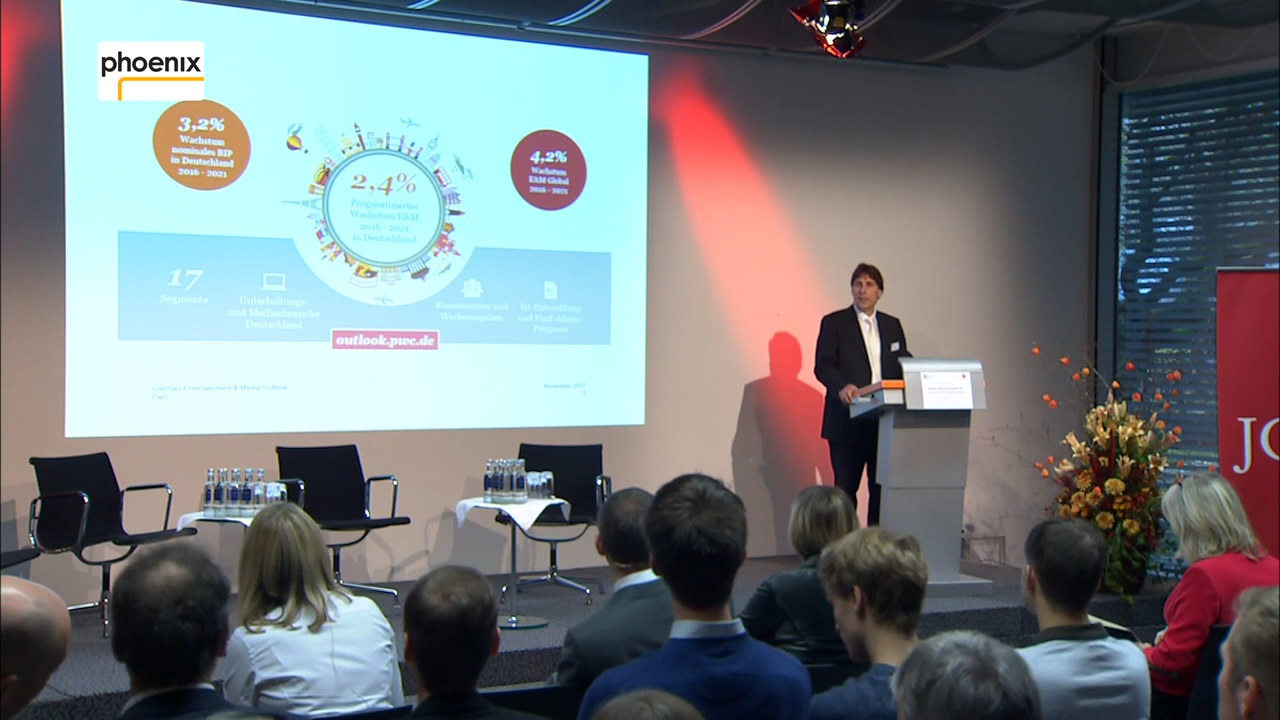 phoenix
3,2%
Wachstum
nominales BIP
in Deutschland
2016 - 2021
2,4%
Prognostiziertes
Wachstum E&M
2016 - 2021
in Deutschland
4,2%
Wachstum
E&M Global
2016 - 2021
17
Segmente
Unterhaltungs-
und Medienbranche
Deutschland
Konsumenten und
Werbeausgaben
Ist Entwicklung
und Fünf-Jahres-
Prognose
outlook.pwc.de
German Entertainment & Media Outlook
PwC
November 2017
JO